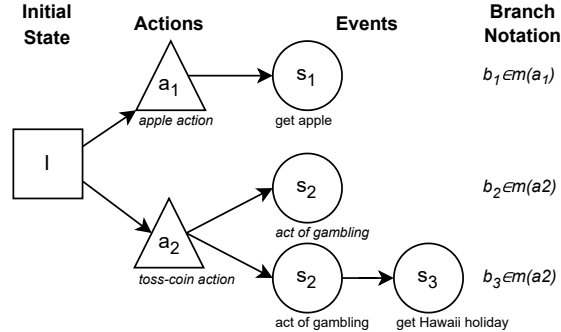 Initial State
Actions
Events
Branch Notation
a1
s1
b1∈m(a1)
apple action
get apple
I
s2
b2∈m(a2)
act of gambling
a2
toss-coin action
s2
s3
b3∈m(a2)
act of gambling
get Hawaii holiday